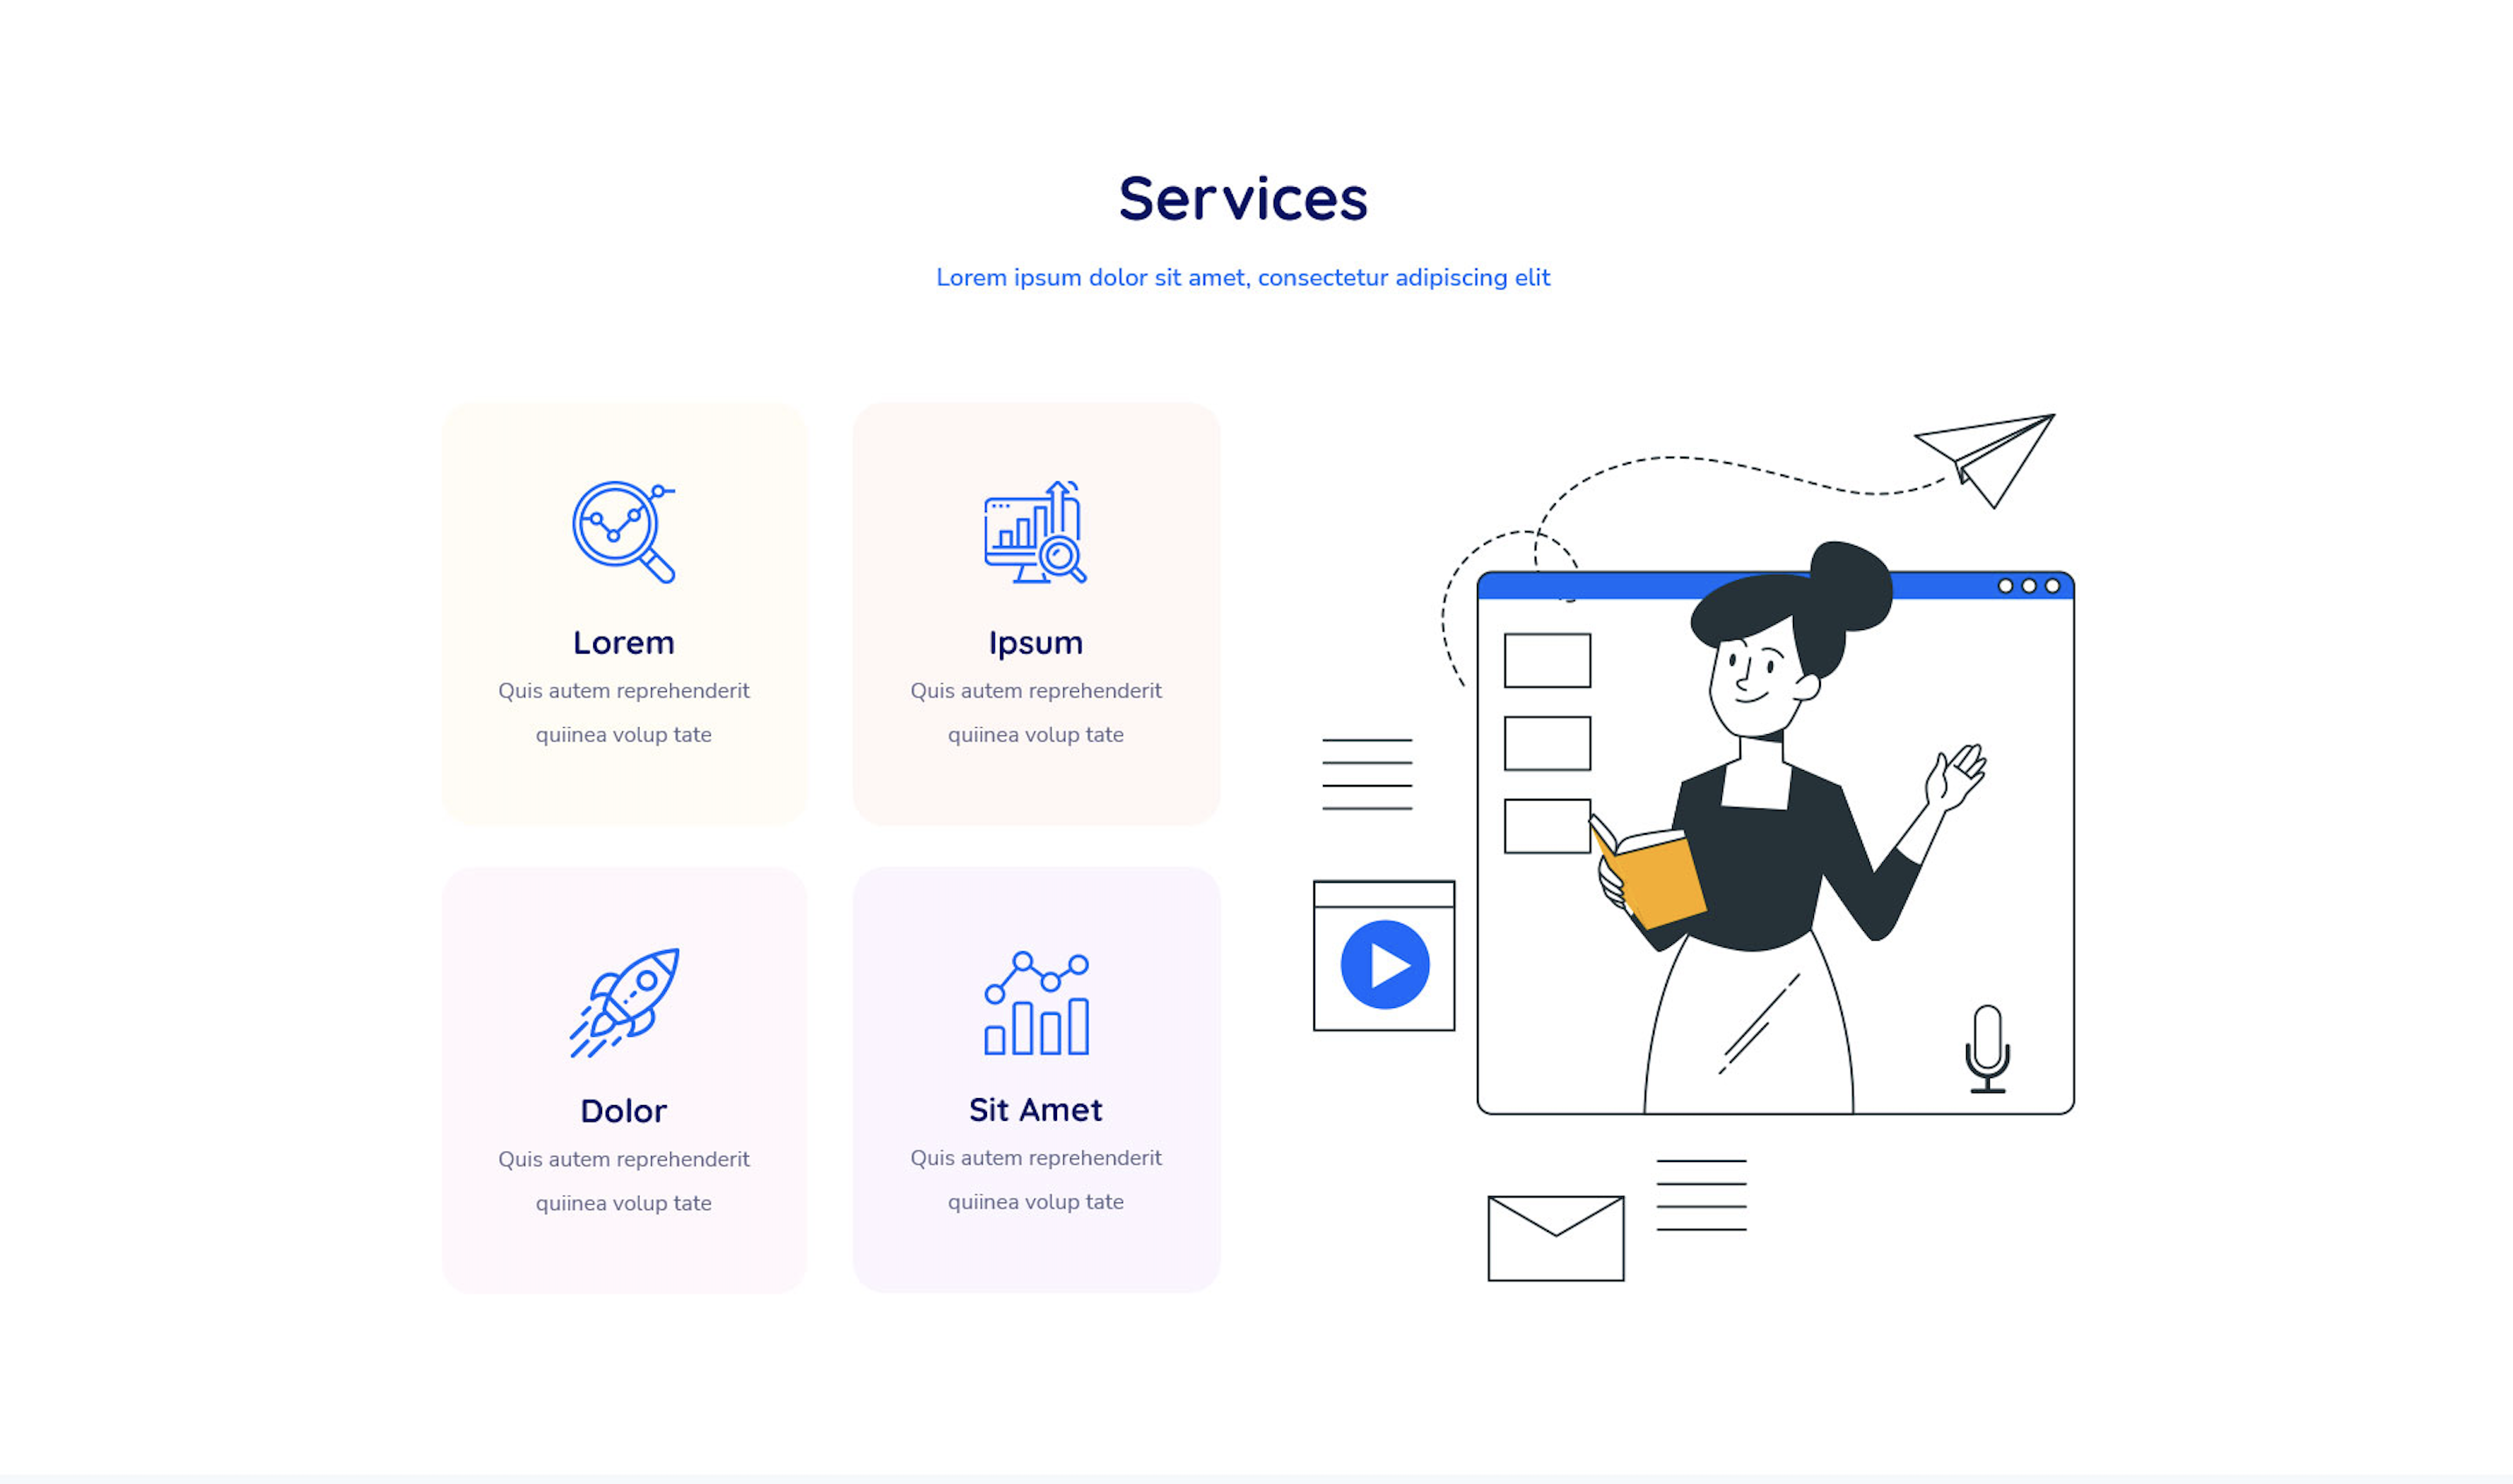 Services
Lorem ipsum dolor sit amet, consectetur adipiscing elit
Lorem
Quis autem reprehenderit
quiinea volup tate
Ipsum
Quis autem reprehenderit
quiinea volup tate
Dolor
Quis autem reprehenderit
quiinea volup tate
Sit Amet
Quis autem reprehenderit
quiinea volup tate